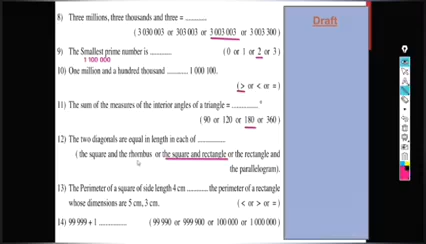 8) Three millions, three thousands and three = ............
( 3 030 003 or 303 003 or 3 003 003 or 3 003 300 )
9) The Smallest prime number is ............ ( 0 or 1 or 2 or 3 )
1 100 000
10) One million and a hundred thousand ............ 1 000 100.
( > or < or = )
11) The sum of the measures of the interior angles of a triangle = ............ °
( 90 or 120 or 180 or 360 )
12) The two diagonals are equal in length in each of ............
( the square and the rhombus or the square and rectangle or the rectangle and
the parallelogram).
13) The Perimeter of a square of side length 4 cm ............ the perimeter of a rectangle
whose dimensions are 5 cm, 3 cm. ( < or > or = )
14) 99 999 + 1 ............ ( 99 990 or 999 900 or 100 000 or 1 000 000 )
Draft